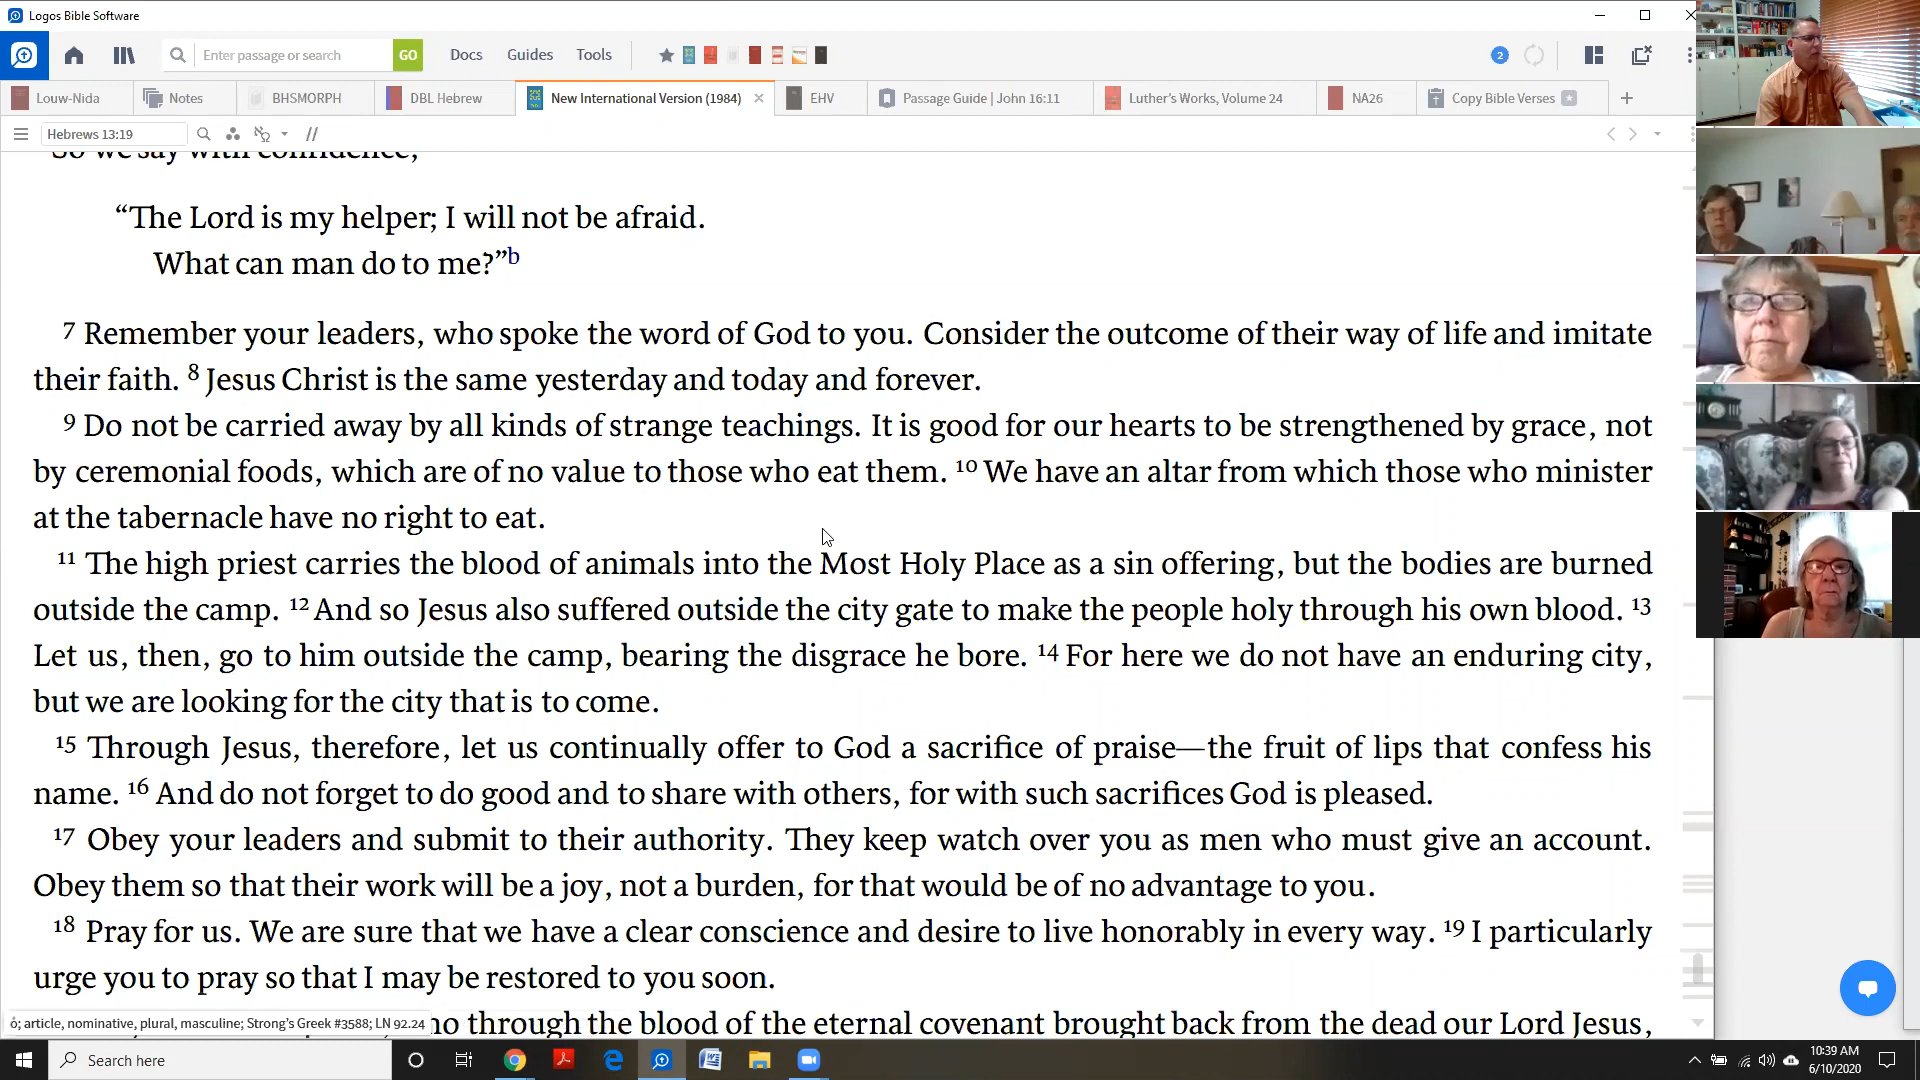 Logos Bible Software
Enter passage or search
GO
Docs
Guides
Tools
2
Louw-Nida
Notes
BHSMORPH
DBL Hebrew
New International Version (1984)
EHV
Passage Guide | John 16:11
Luther's Works, Volume 24
NA26
Copy Bible Verses
Hebrews 13:19
So we say with confidence,
“The Lord is my helper; I will not be afraid.
What can man do to me?”b
7 Remember your leaders, who spoke the word of God to you. Consider the outcome of their way of life and imitate
their faith. 8 Jesus Christ is the same yesterday and today and forever.
9 Do not be carried away by all kinds of strange teachings. It is good for our hearts to be strengthened by grace, not
by ceremonial foods, which are of no value to those who eat them. 10 We have an altar from which those who minister
at the tabernacle have no right to eat.
11 The high priest carries the blood of animals into the Most Holy Place as a sin offering, but the bodies are burned
outside the camp. 12 And so Jesus also suffered outside the city gate to make the people holy through his own blood. 13
Let us, then, go to him outside the camp, bearing the disgrace he bore. 14 For here we do not have an enduring city,
but we are looking for the city that is to come.
15 Through Jesus, therefore, let us continually offer to God a sacrifice of praise—the fruit of lips that confess his
name. 16 And do not forget to do good and to share with others, for with such sacrifices God is pleased.
17 Obey your leaders and submit to their authority. They keep watch over you as men who must give an account.
Obey them so that their work will be a joy, not a burden, for that would be of no advantage to you.
18 Pray for us. We are sure that we have a clear conscience and desire to live honorably in every way. 19 I particularly
urge you to pray so that I may be restored to you soon.
ὁ; article, nominative, plural, masculine; Strong's Greek #3588; LN 92.24
through the blood of the eternal covenant brought back from the dead our Lord Jesus,
Search here
10:39 AM
6/10/2020